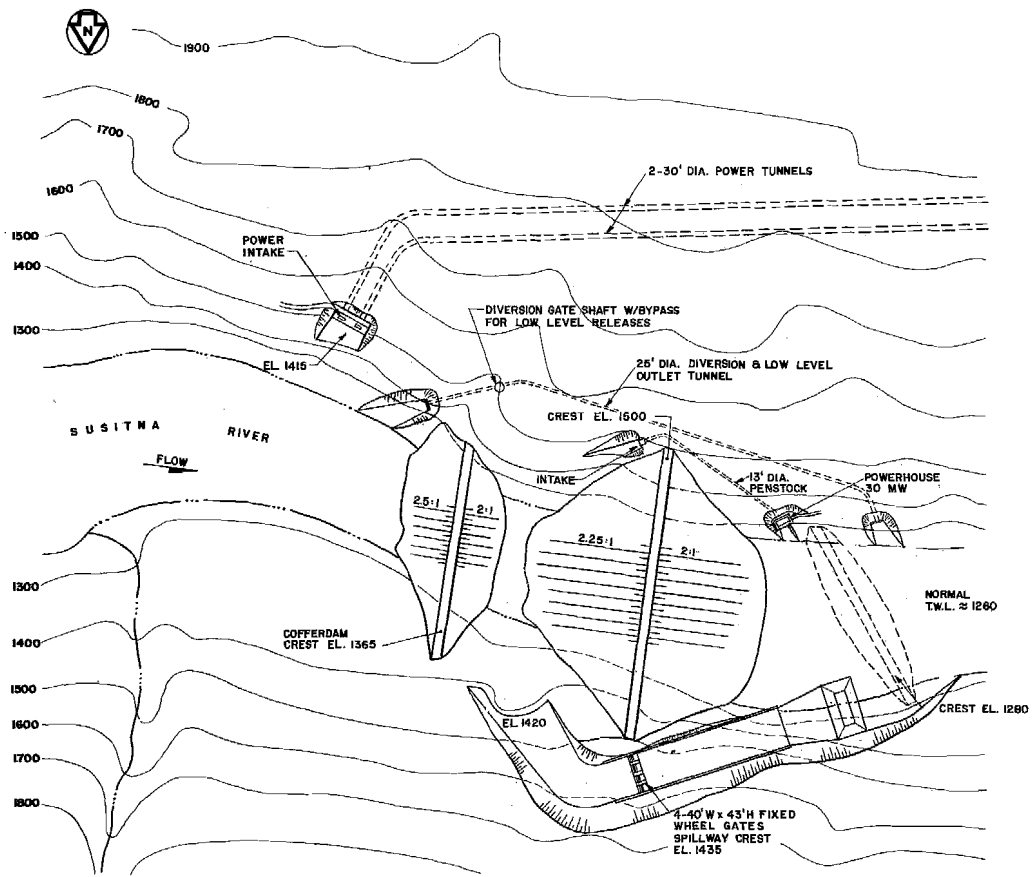 N
1900
1800
1700
1600
1500
1400
1300
2-30' DIA. POWER TUNNELS
POWER
INTAKE
DIVERSION GATE SHAFT W/BYPASS
FOR LOW LEVEL RELEASES
EL. 1415
25' DIA. DIVERSION & LOW LEVEL
OUTLET TUNNEL
CREST EL. 1500
SUSITNA RIVER
FLOW
INTAKE
13' DIA.
PENSTOCK
POWERHOUSE
30 MW
2.5:1
2:1
2.25:1
2:1
1300
NORMAL
T.W.L. ≈ 1260
COFFERDAM
CREST EL. 1365
1400
1500
1600
1700
1800
EL. 1420
CREST EL. 1280
4-40' W x 43' H FIXED
WHEEL GATES
SPILLWAY CREST
EL. 1435